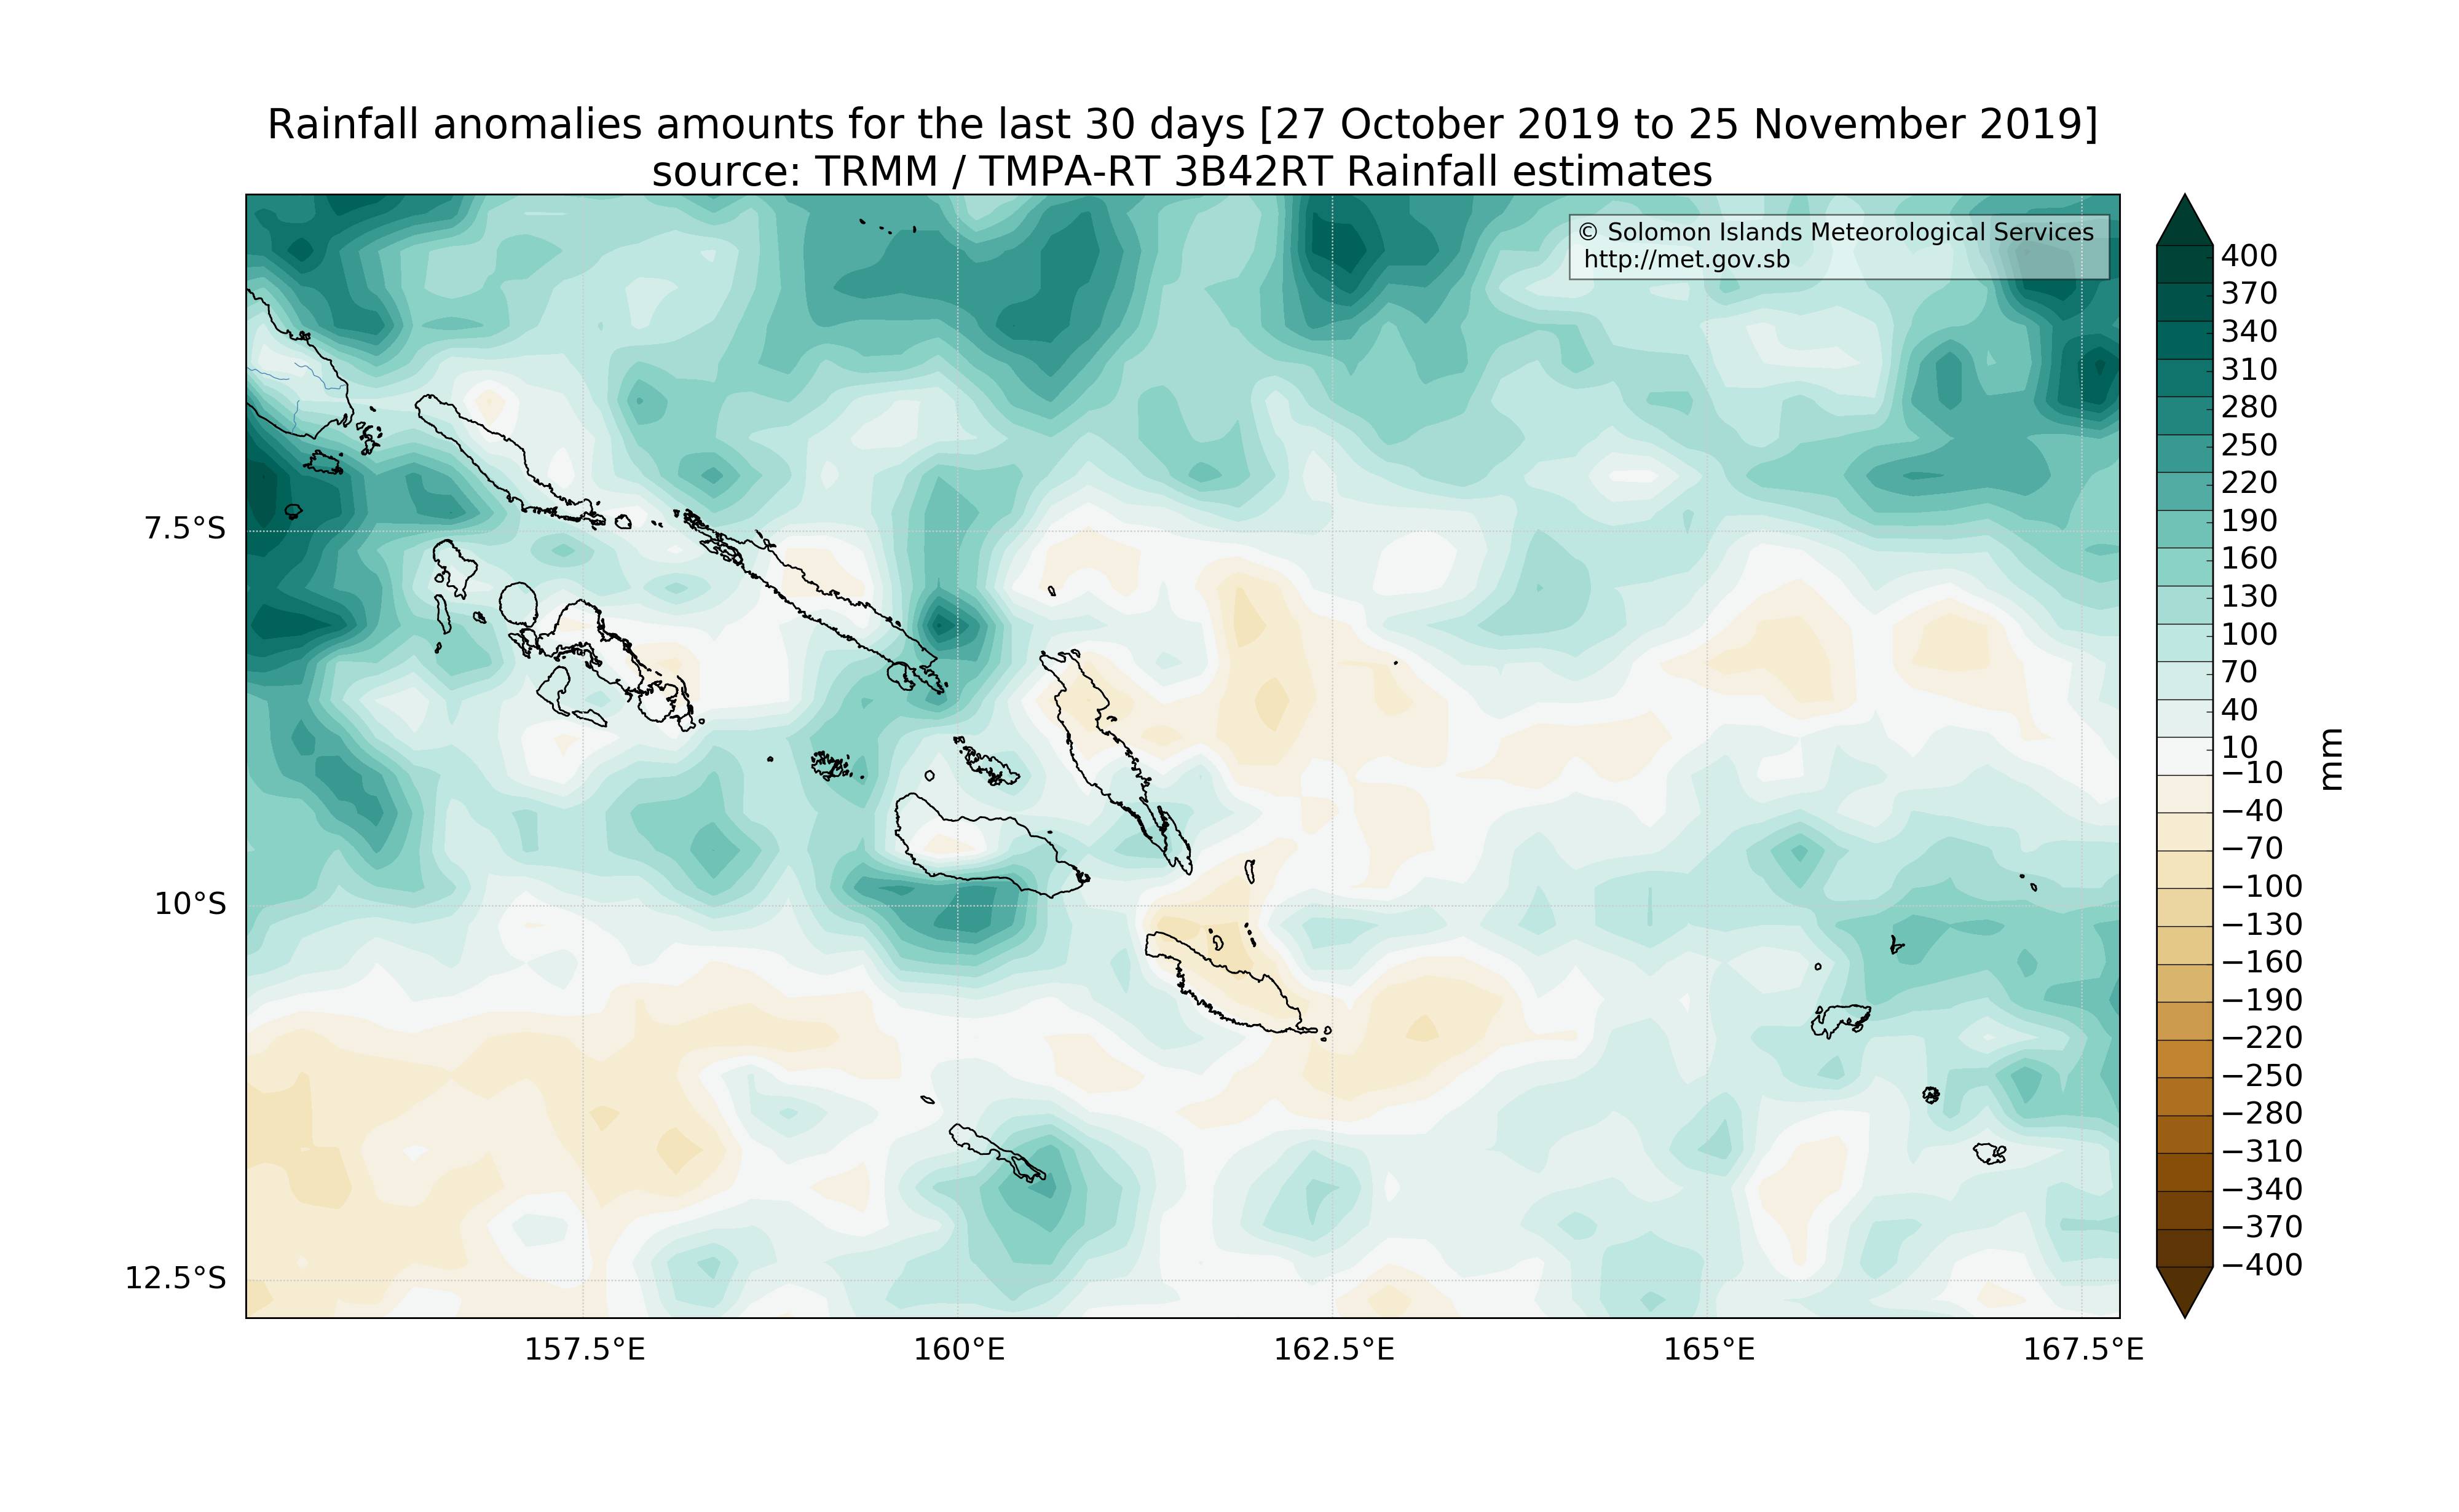 Rainfall anomalies amounts for the last 30 days [27 October 2019 to 25 November 2019]
source: TRMM / TMPA-RT 3B42RT Rainfall estimates
© Solomon Islands Meteorological Services
http://met.gov.sb
7.5°S
10°S
12.5°S
157.5°E
160°E
162.5°E
165°E
167.5°E
400
370
340
310
280
250
220
190
160
130
100
70
40
10
−10
−40
−70
−100
−130
−160
−190
−220
−250
−280
−310
−340
−370
−400
mm